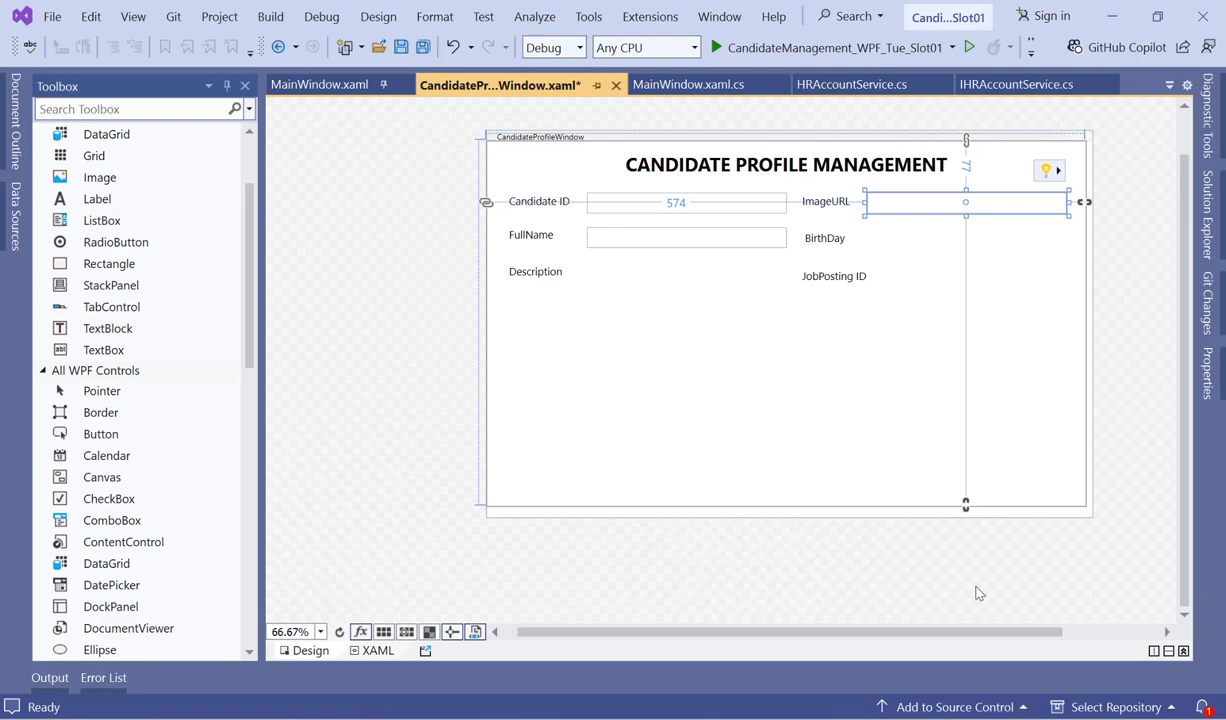 File Edit View Git Project Build Debug Design Format Test Analyze Tools Extensions Window Help Search Candi...Slot01 Sign in
abc Debug Any CPU CandidateManagement_WPF_Tue_Slot01 GitHub Copilot
Document Outline
Data Sources
Toolbox
Search Toolbox
DataGrid
Grid
Image
Label
ListBox
RadioButton
Rectangle
StackPanel
TabControl
TextBlock
TextBox
All WPF Controls
Pointer
Border
Button
Calendar
Canvas
CheckBox
ComboBox
ContentControl
DataGrid
DatePicker
DockPanel
DocumentViewer
Ellipse
MainWindow.xaml CandidatePr...Window.xaml* MainWindow.xaml.cs HRAccountService.cs IHRAccountService.cs
CandidateProfileWindow
CANDIDATE PROFILE MANAGEMENT
77
Candidate ID 574 ImageURL
FullName BirthDay
Description JobPosting ID
66.67%
Design XAML
Diagnostic Tools
Solution Explorer
Git Changes
Properties
Output Error List
Ready Add to Source Control Select Repository 1